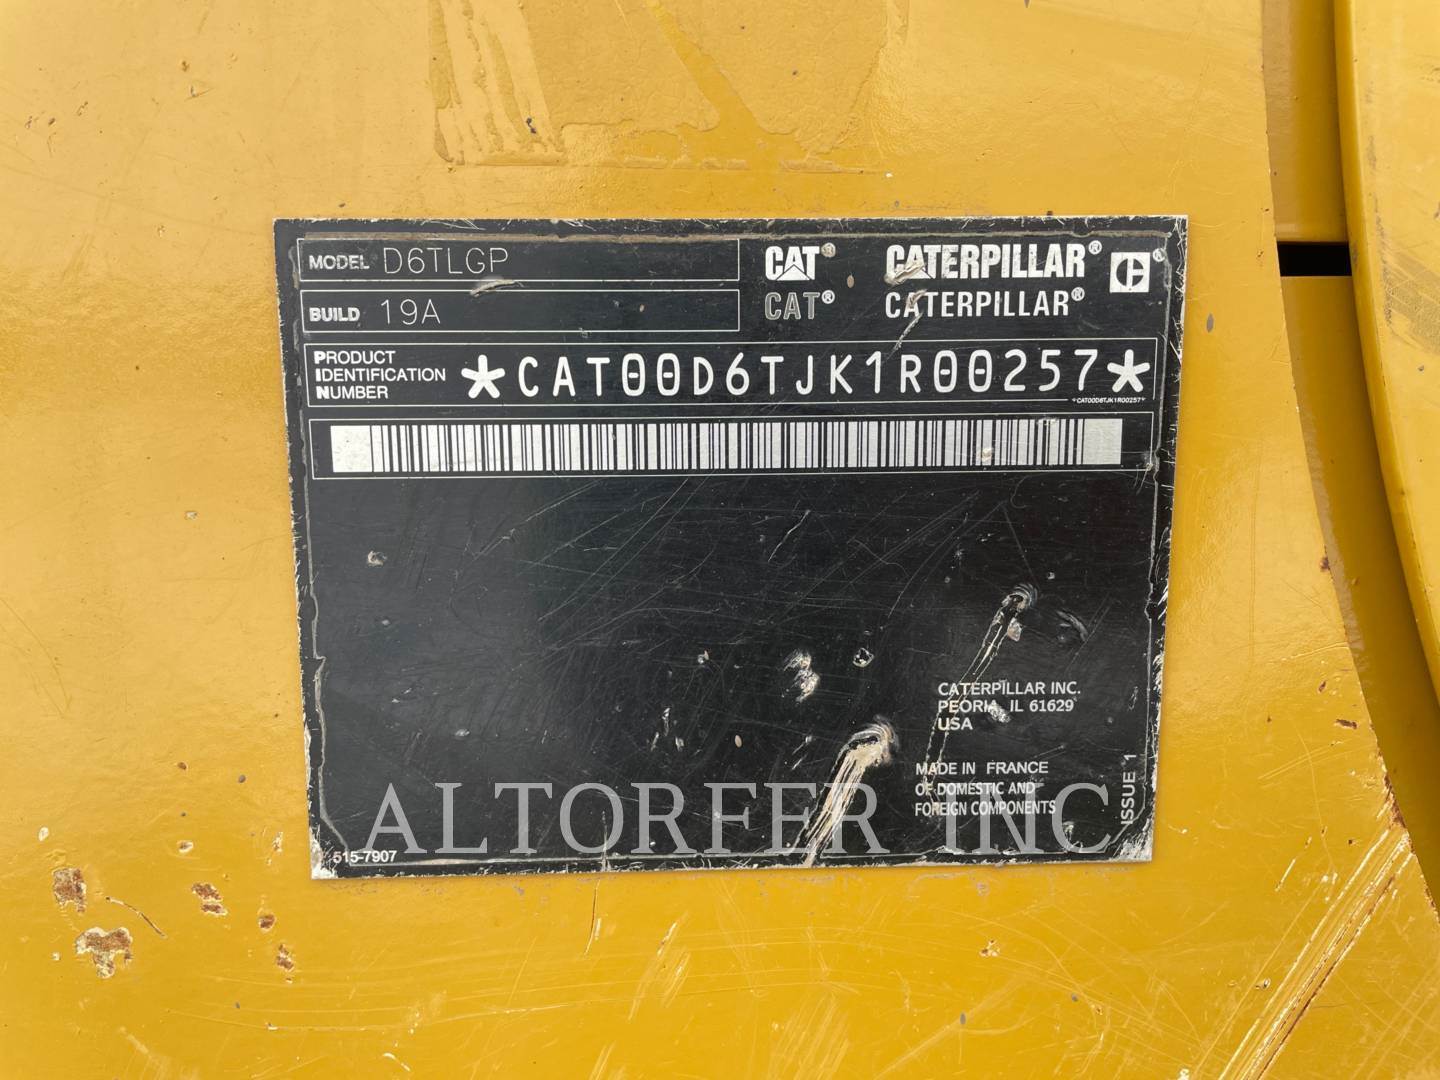 MODEL D6TLGP
BUILD 19A
CAT® CATERPILLAR® ®
CAT® CATERPILLAR®
PRODUCT
IDENTIFICATION
NUMBER
*CAT00D6TJK1R00257*
*CAT00D6TJK1R00257*
CATERPILLAR INC.
PEORIA, IL 61629
USA
MADE IN FRANCE
OF DOMESTIC AND
FOREIGN COMPONENTS
ISSUE 1
515-7907
ALTORFER INC